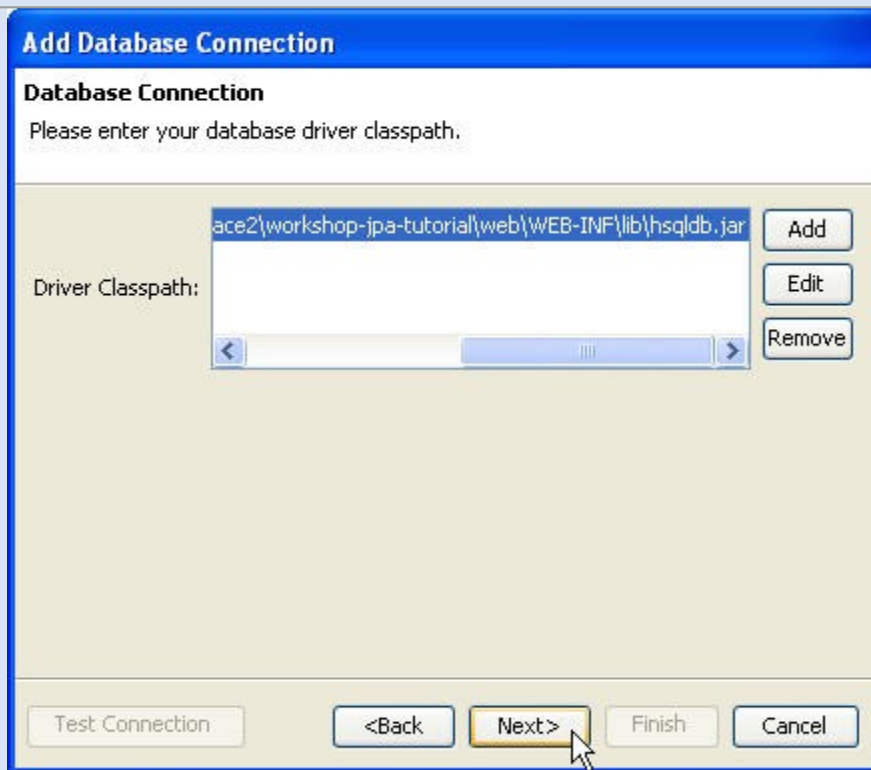 Add Database Connection
Database Connection
Please enter your database driver classpath.
ace2\workshop-jpa-tutorial\web\WEB-INF\lib\hsqldb.jar
Add
Driver Classpath:
Edit
Remove
Test Connection
<Back
Next>
Finish
Cancel